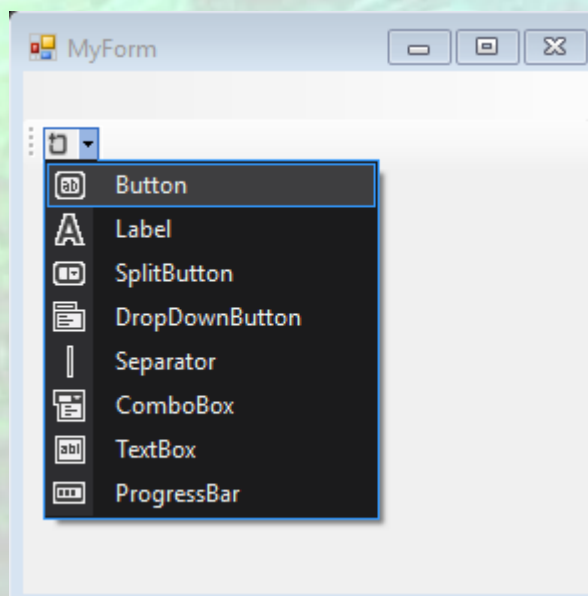 MyForm
Button
Label
SplitButton
DropDownButton
Separator
ComboBox
TextBox
ProgressBar